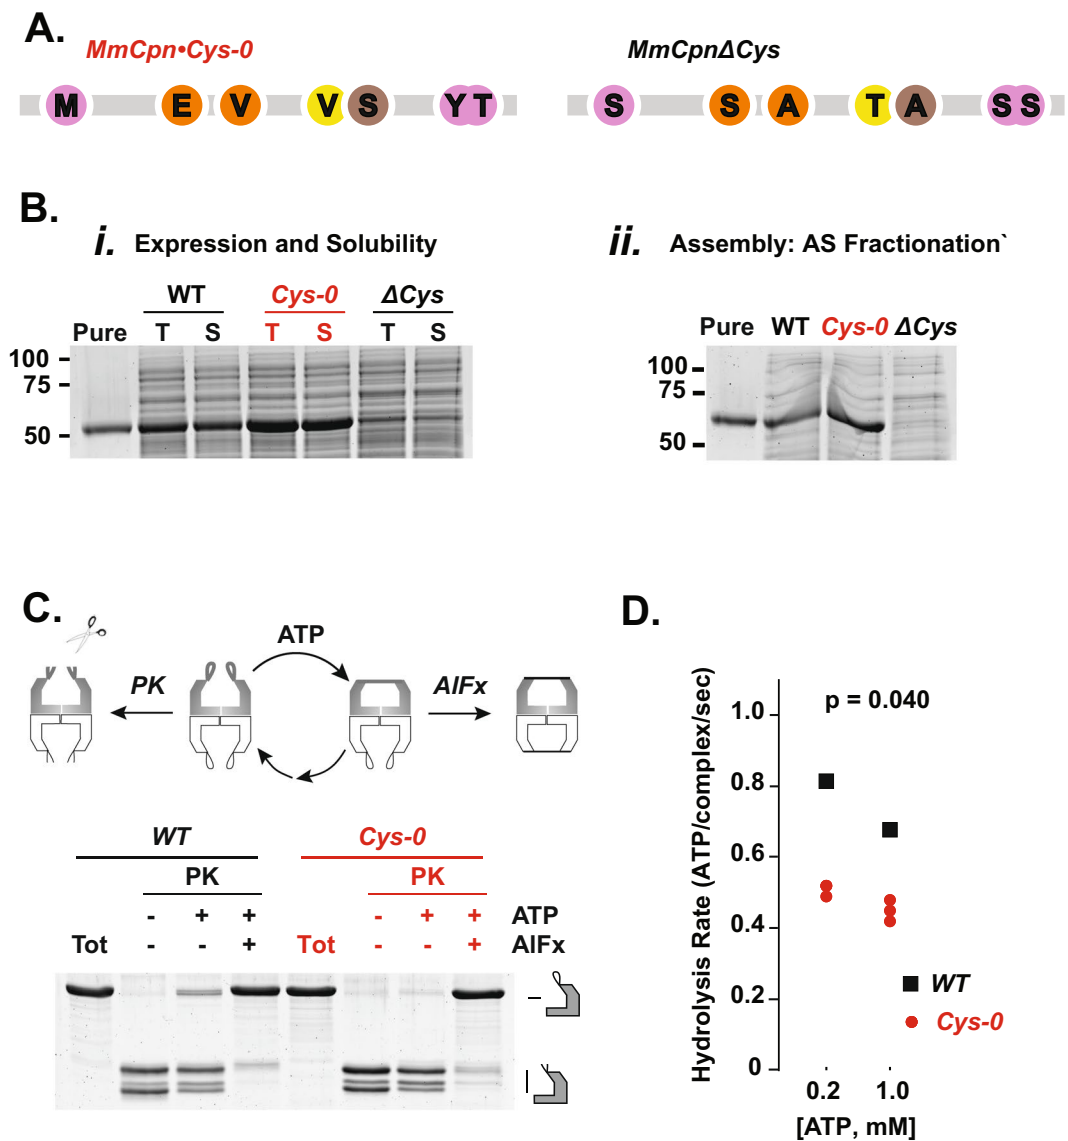 A.
MmCpn•Cys-0
MmCpnΔCys
M E V V S Y T
S S A T A S S
B.
i. Expression and Solubility
WT Cys-0 ΔCys
Pure T S T S T S
100
75
50
ii. Assembly: AS Fractionation`
Pure WT Cys-0 ΔCys
100
75
50
C.
PK
ATP
AlFx
WT Cys-0
PK PK
- + + - + + ATP
Tot - - + Tot - - + AlFx
D.
Hydrolysis Rate (ATP/complex/sec)
p = 0.040
1.0
0.8
0.6
0.4
0.2
0
WT
Cys-0
0.2 1.0
[ATP, mM]